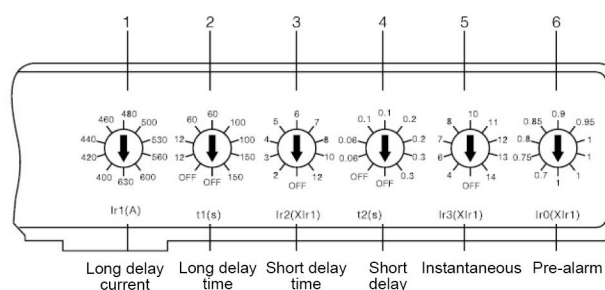 1 2 3 4 5 6
460 480 500 530 560 600 630 400 420 440
60 60 100 100 150 150 OFF OFF 12 12
5 6 7 8 10 12 OFF 2 3 4
0.1 0.1 0.2 0.2 0.3 0.3 OFF OFF 0.06 0.06
8 10 11 12 13 14 OFF 4 6 7
0.85 0.9 0.95 1 1 1 1 0.7 0.75 0.8
Ir1(A) t1(s) Ir2(XIr1) t2(s) Ir3(XIr1) Ir0(XIr1)
Long delay current
Long delay time
Short delay time
Short delay
Instantaneous
Pre-alarm